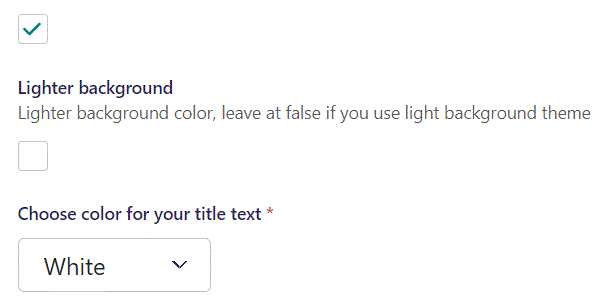 Lighter background
Lighter background color, leave at false if you use light background theme
Choose color for your title text *
White